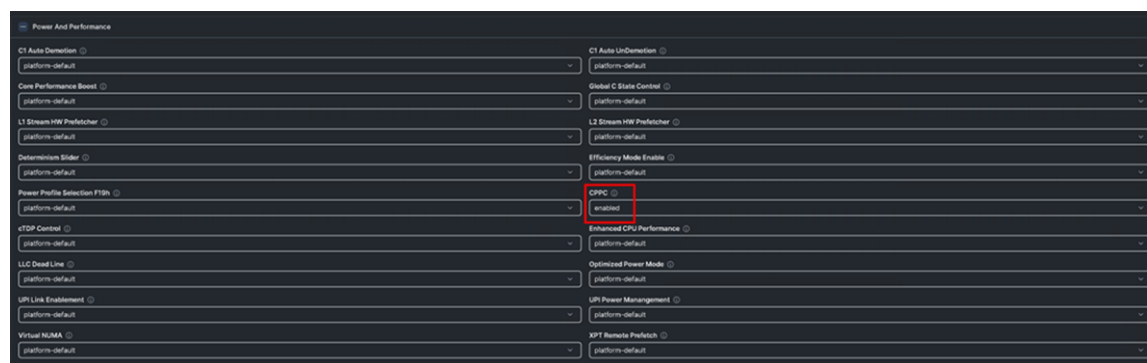 Power And Performance
C1 Auto Demotion
C1 Auto UnDemotion
platform-default
platform-default
Core Performance Boost
Global C State Control
platform-default
platform-default
L1 Stream HW Prefetcher
L2 Stream HW Prefetcher
platform-default
platform-default
Determinism Slider
Efficiency Mode Enable
platform-default
platform-default
Power Profile Selection F19h
CPPC
platform-default
enabled
cTDP Control
Enhanced CPU Performance
platform-default
platform-default
LLC Dead Line
Optimized Power Mode
platform-default
platform-default
UPI Link Enablement
UPI Power Manangement
platform-default
platform-default
Virtual NUMA
XPT Remote Prefetch
platform-default
platform-default